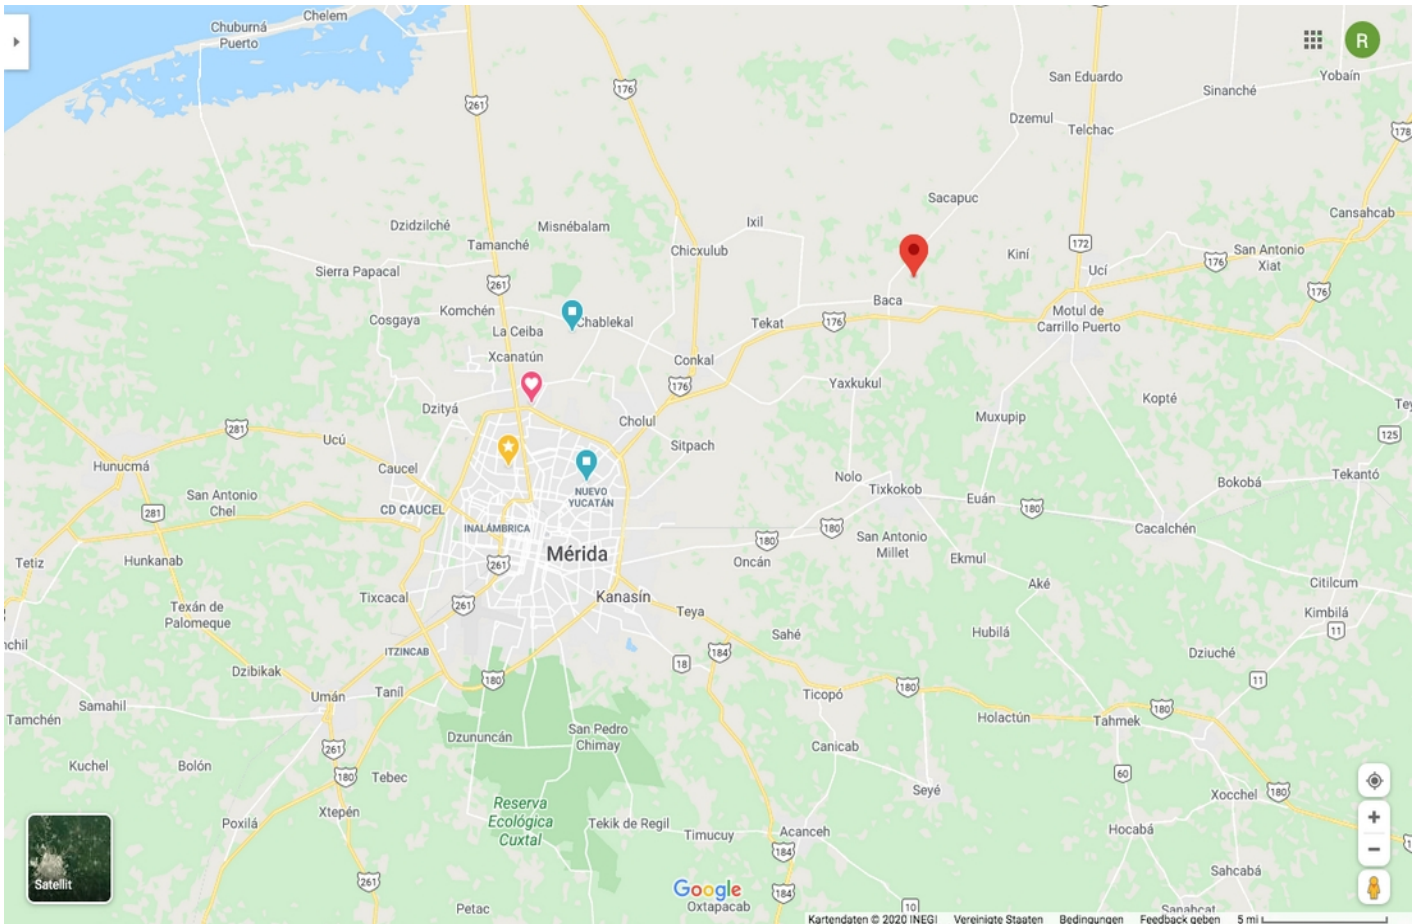 Chelem
Chuburná
Puerto
261
176
R
San Eduardo
Yobaín
Sinanché
Dzemul
Telchac
178
Sacapuc
Dzidzilché
Misnébalam
Ixil
Cansahcab
Tamanché
Chicxulub
172
San Antonio
Xiat
Kiní
176
Ucí
Sierra Papacal
261
176
Baca
Komchén
Motul de
Carrillo Puerto
Cosgaya
La Ceiba
Chablekal
Tekat
176
Xcanatún
Conkal
176
Yaxkukul
Kopté
Dzityá
Cholul
Muxupip
Tey
281
Ucú
Sitpach
125
Hunucmá
Caucel
Nolo
Tekantó
San Antonio
Chel
NUEVO
YUCATÁN
Tixkokob
Euán
Bokobá
281
CD CAUCEL
180
INALÁMBRICA
180
Cacalchén
Mérida
180
San Antonio
Millet
Tetiz
Hunkanab
261
Oncán
Ekmul
Aké
Citilcum
Tixcacal
261
Kanasín
Teya
Kimbilá
11
Texán de
Palomeque
Sahé
Hubilá
nchil
ITZINCAB
184
Dziuché
Dzibikak
18
180
11
Umán
Taníl
Ticopó
180
180
Samahil
Holactún
Tahmek
Tamchén
San Pedro
Chimay
Dzununcán
261
Canicab
Kuchel
Bolón
180
Tebec
60
Seyé
180
Xocchel
Reserva
Ecológica
Cuxtal
Xtepén
Poxilá
Tekik de Regil
Timucuy
Acanceh
Hocabá
184
Satellit
261
Sahcabá
Google
184
Petac
Oxtapacab
10
Sanahcat
Kartendaten © 2020 INEGI Vereinigte Staaten Bedingungen Feedback geben 5 mi